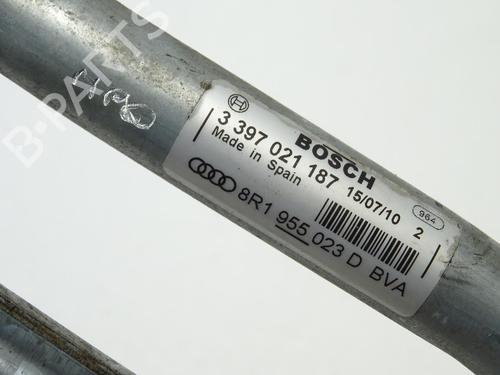 B-PARTS
BOSCH
3 397 021 187 15/07/10 2
Made in Spain
964
8R1 955 023 D BVA